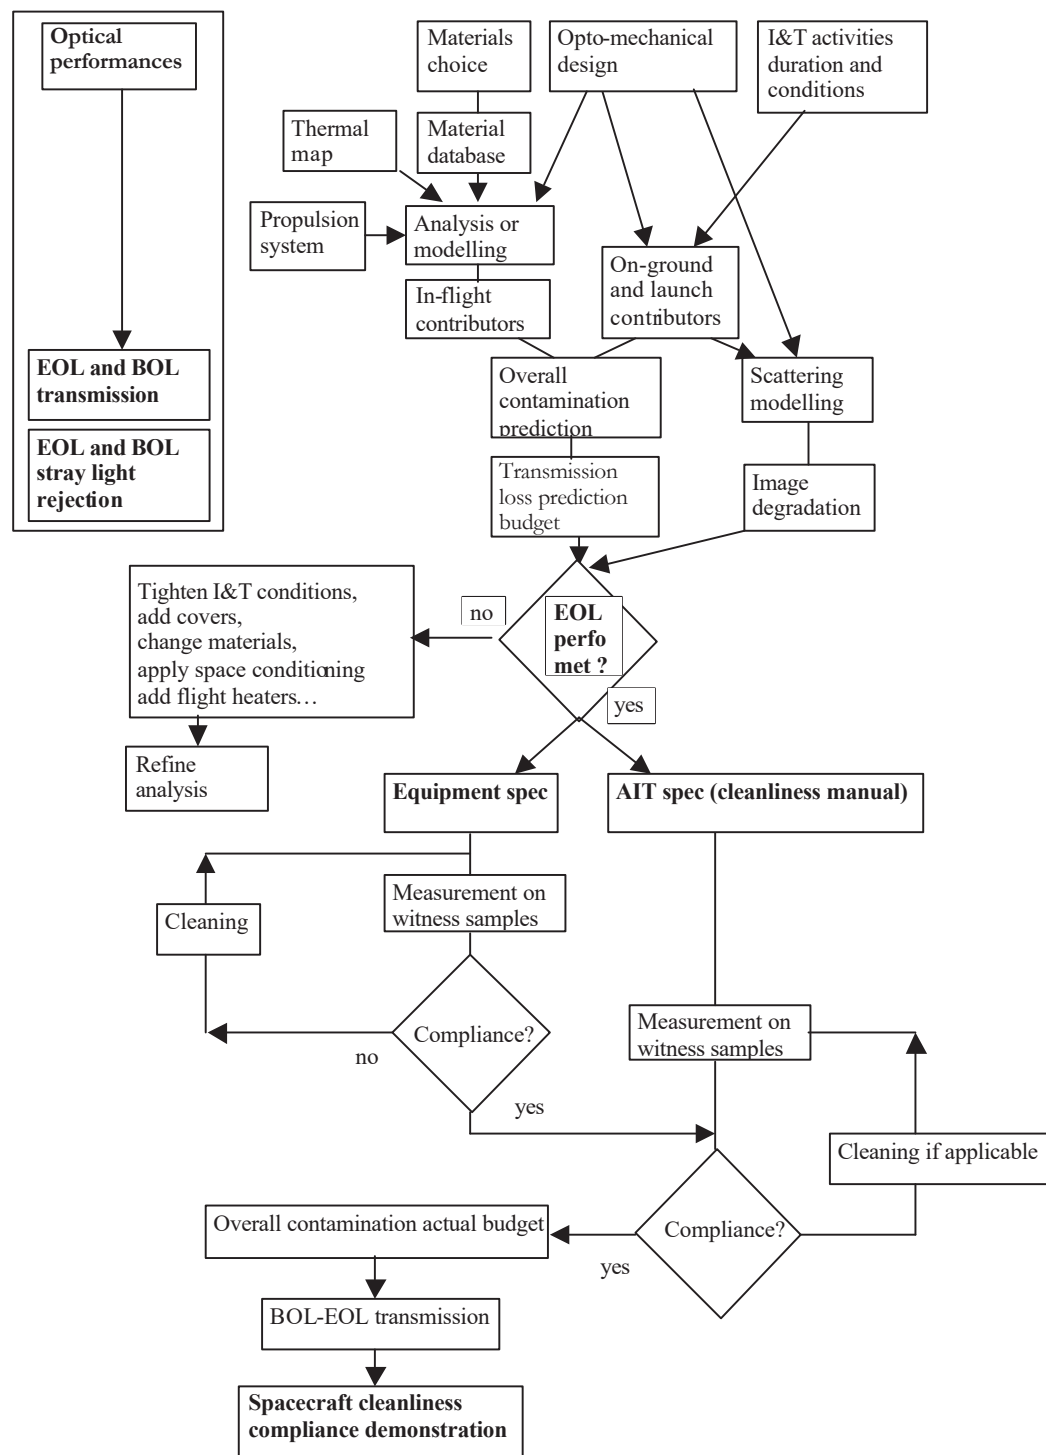 Optical
performances
Materials
choice
Opto-mechanical
design
I&T activities
duration and
conditions
Thermal
map
Material
database
Propulsion
system
Analysis or
modelling
On-ground
and launch
contributors
In-flight
contributors
EOL and BOL
transmission
Overall
contamination
prediction
Scattering
modelling
EOL and BOL
stray light
rejection
Transmission
loss prediction
budget
Image
degradation
Tighten I&T conditions,
add covers,
change materials,
apply space conditioning
add flight heaters…
no
EOL
perfo
met ?
yes
Refine
analysis
Equipment spec
AIT spec (cleanliness manual)
Measurement on
witness samples
Cleaning
Compliance?
no
yes
Measurement on
witness samples
Cleaning if applicable
Compliance?
yes
Overall contamination actual budget
BOL-EOL transmission
Spacecraft cleanliness
compliance demonstration